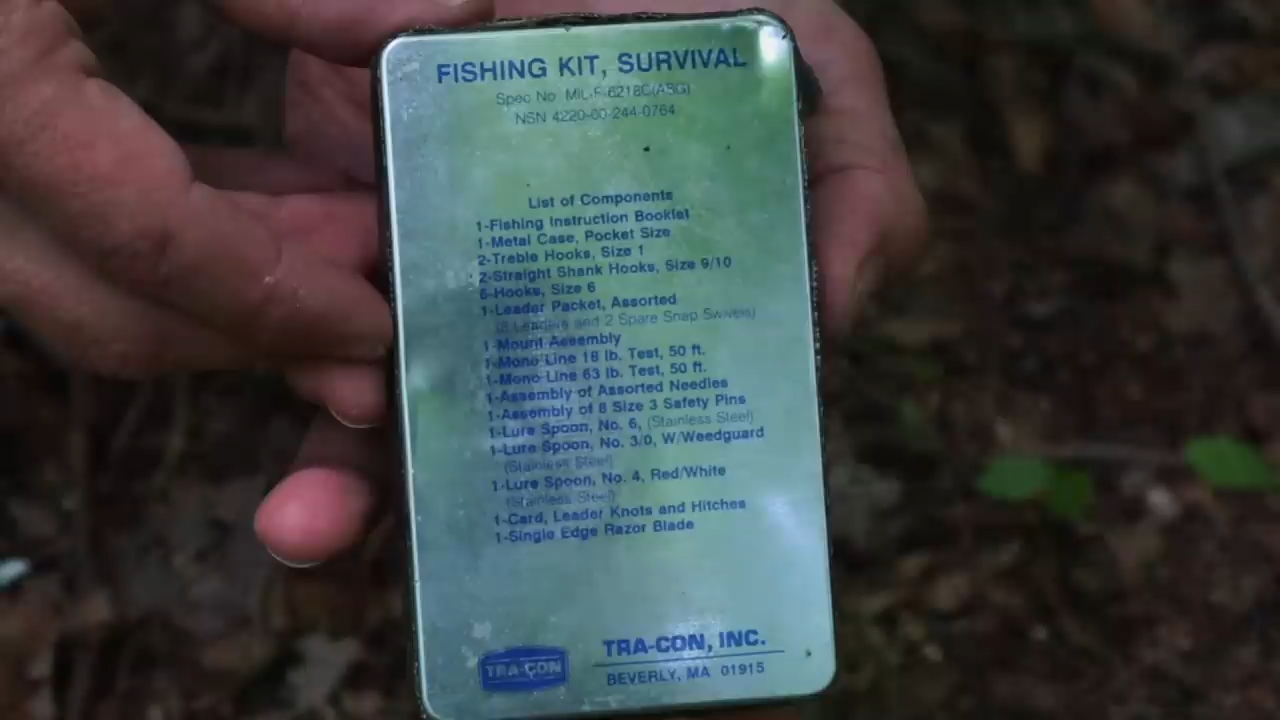 FISHING KIT, SURVIVAL
Spec No. MIL-F-6218C(ASG)
NSN 4220-00-244-0764
List of Components
1-Fishing Instruction Booklet
1-Metal Case, Pocket Size
2-Treble Hooks, Size 1
2-Straight Shank Hooks, Size 9/10
6-Hooks, Size 6
1-Leader Packet, Assorted
Leaders and 2 Spare Snap Swivels)
1-Mount Assembly
1-Mono Line 18 lb. Test, 50 ft.
1-Mono Line 63 lb. Test, 50 ft.
1-Assembly of Assorted Needles
1-Assembly of 8 Size 3 Safety Pins
1-Lure Spoon, No. 6, (Stainless Steel)
1-Lure Spoon, No. 3/0, W/Weedguard
(Stainless Steel)
1-Lure Spoon, No. 4, Red/White
(Stainless Steel)
1-Card, Leader Knots and Hitches
1-Single Edge Razor Blade
TRA-CON
TRA-CON, INC.
BEVERLY, MA 01915